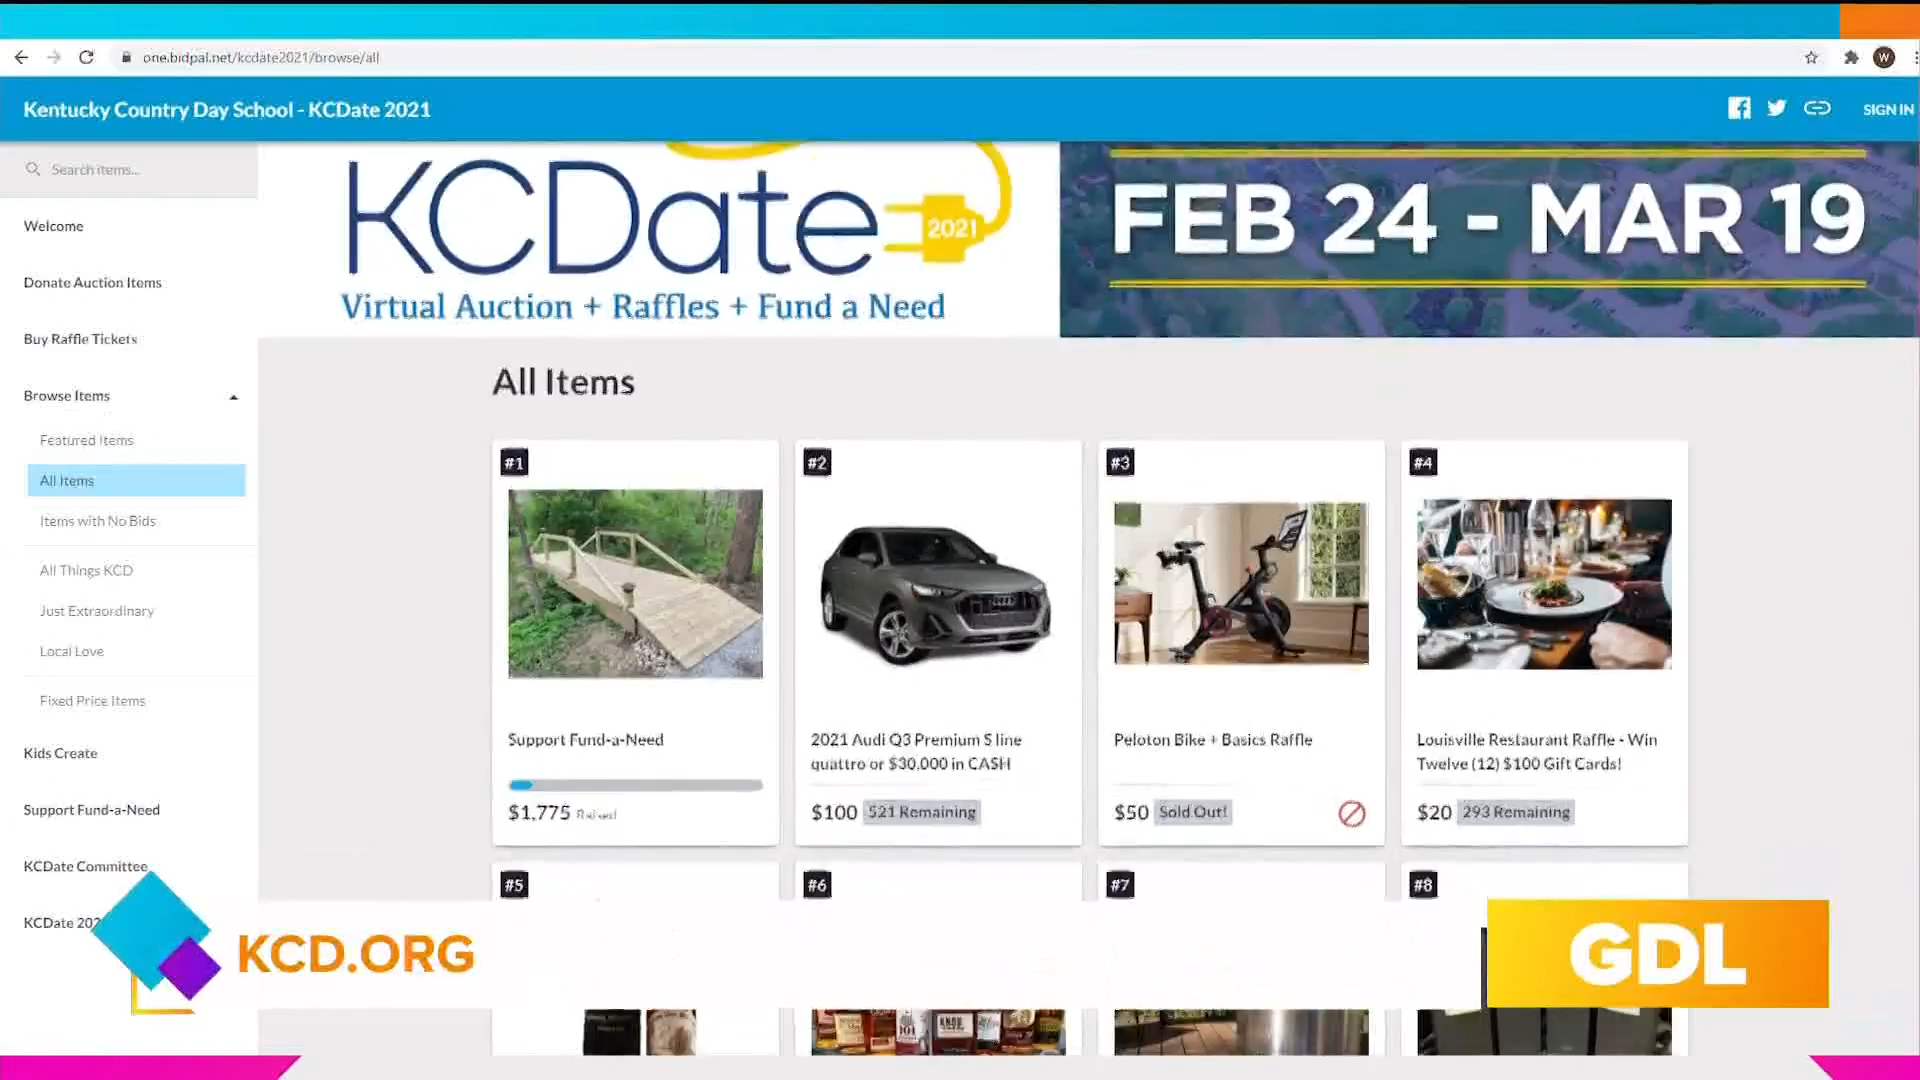 one.bidpal.net/kcdate2021/browse/all
W
Kentucky Country Day School - KCDate 2021
SIGN IN
Search items...
Welcome
Donate Auction Items
Buy Raffle Tickets
Browse Items
Featured Items
All Items
Items with No Bids
All Things KCD
Just Extraordinary
Local Love
Fixed Price Items
Kids Create
Support Fund-a-Need
KCDate Committee
KCDate 202
KCDate
2021
Virtual Auction + Raffles + Fund a Need
FEB 24 - MAR 19
All Items
#1
Support Fund-a-Need
$1,775 Raised
#2
2021 Audi Q3 Premium S line
quattro or $30,000 in CASH
$100 521 Remaining
#3
Peloton Bike + Basics Raffle
$50 Sold Out!
#4
Louisville Restaurant Raffle - Win
Twelve (12) $100 Gift Cards!
$20 293 Remaining
#5
#6
#7
#8
KCD.ORG
GDL